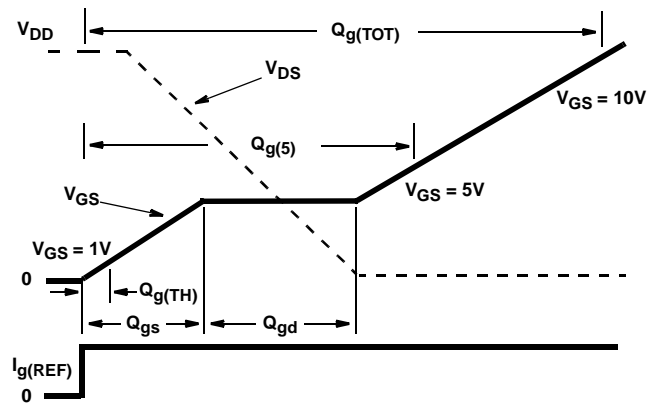 V_DD
Q_g(TOT)
V_DS
V_GS = 10V
Q_g(5)
V_GS
V_GS = 5V
V_GS = 1V
0
Q_g(TH)
Q_gs
Q_gd
I_g(REF)
0